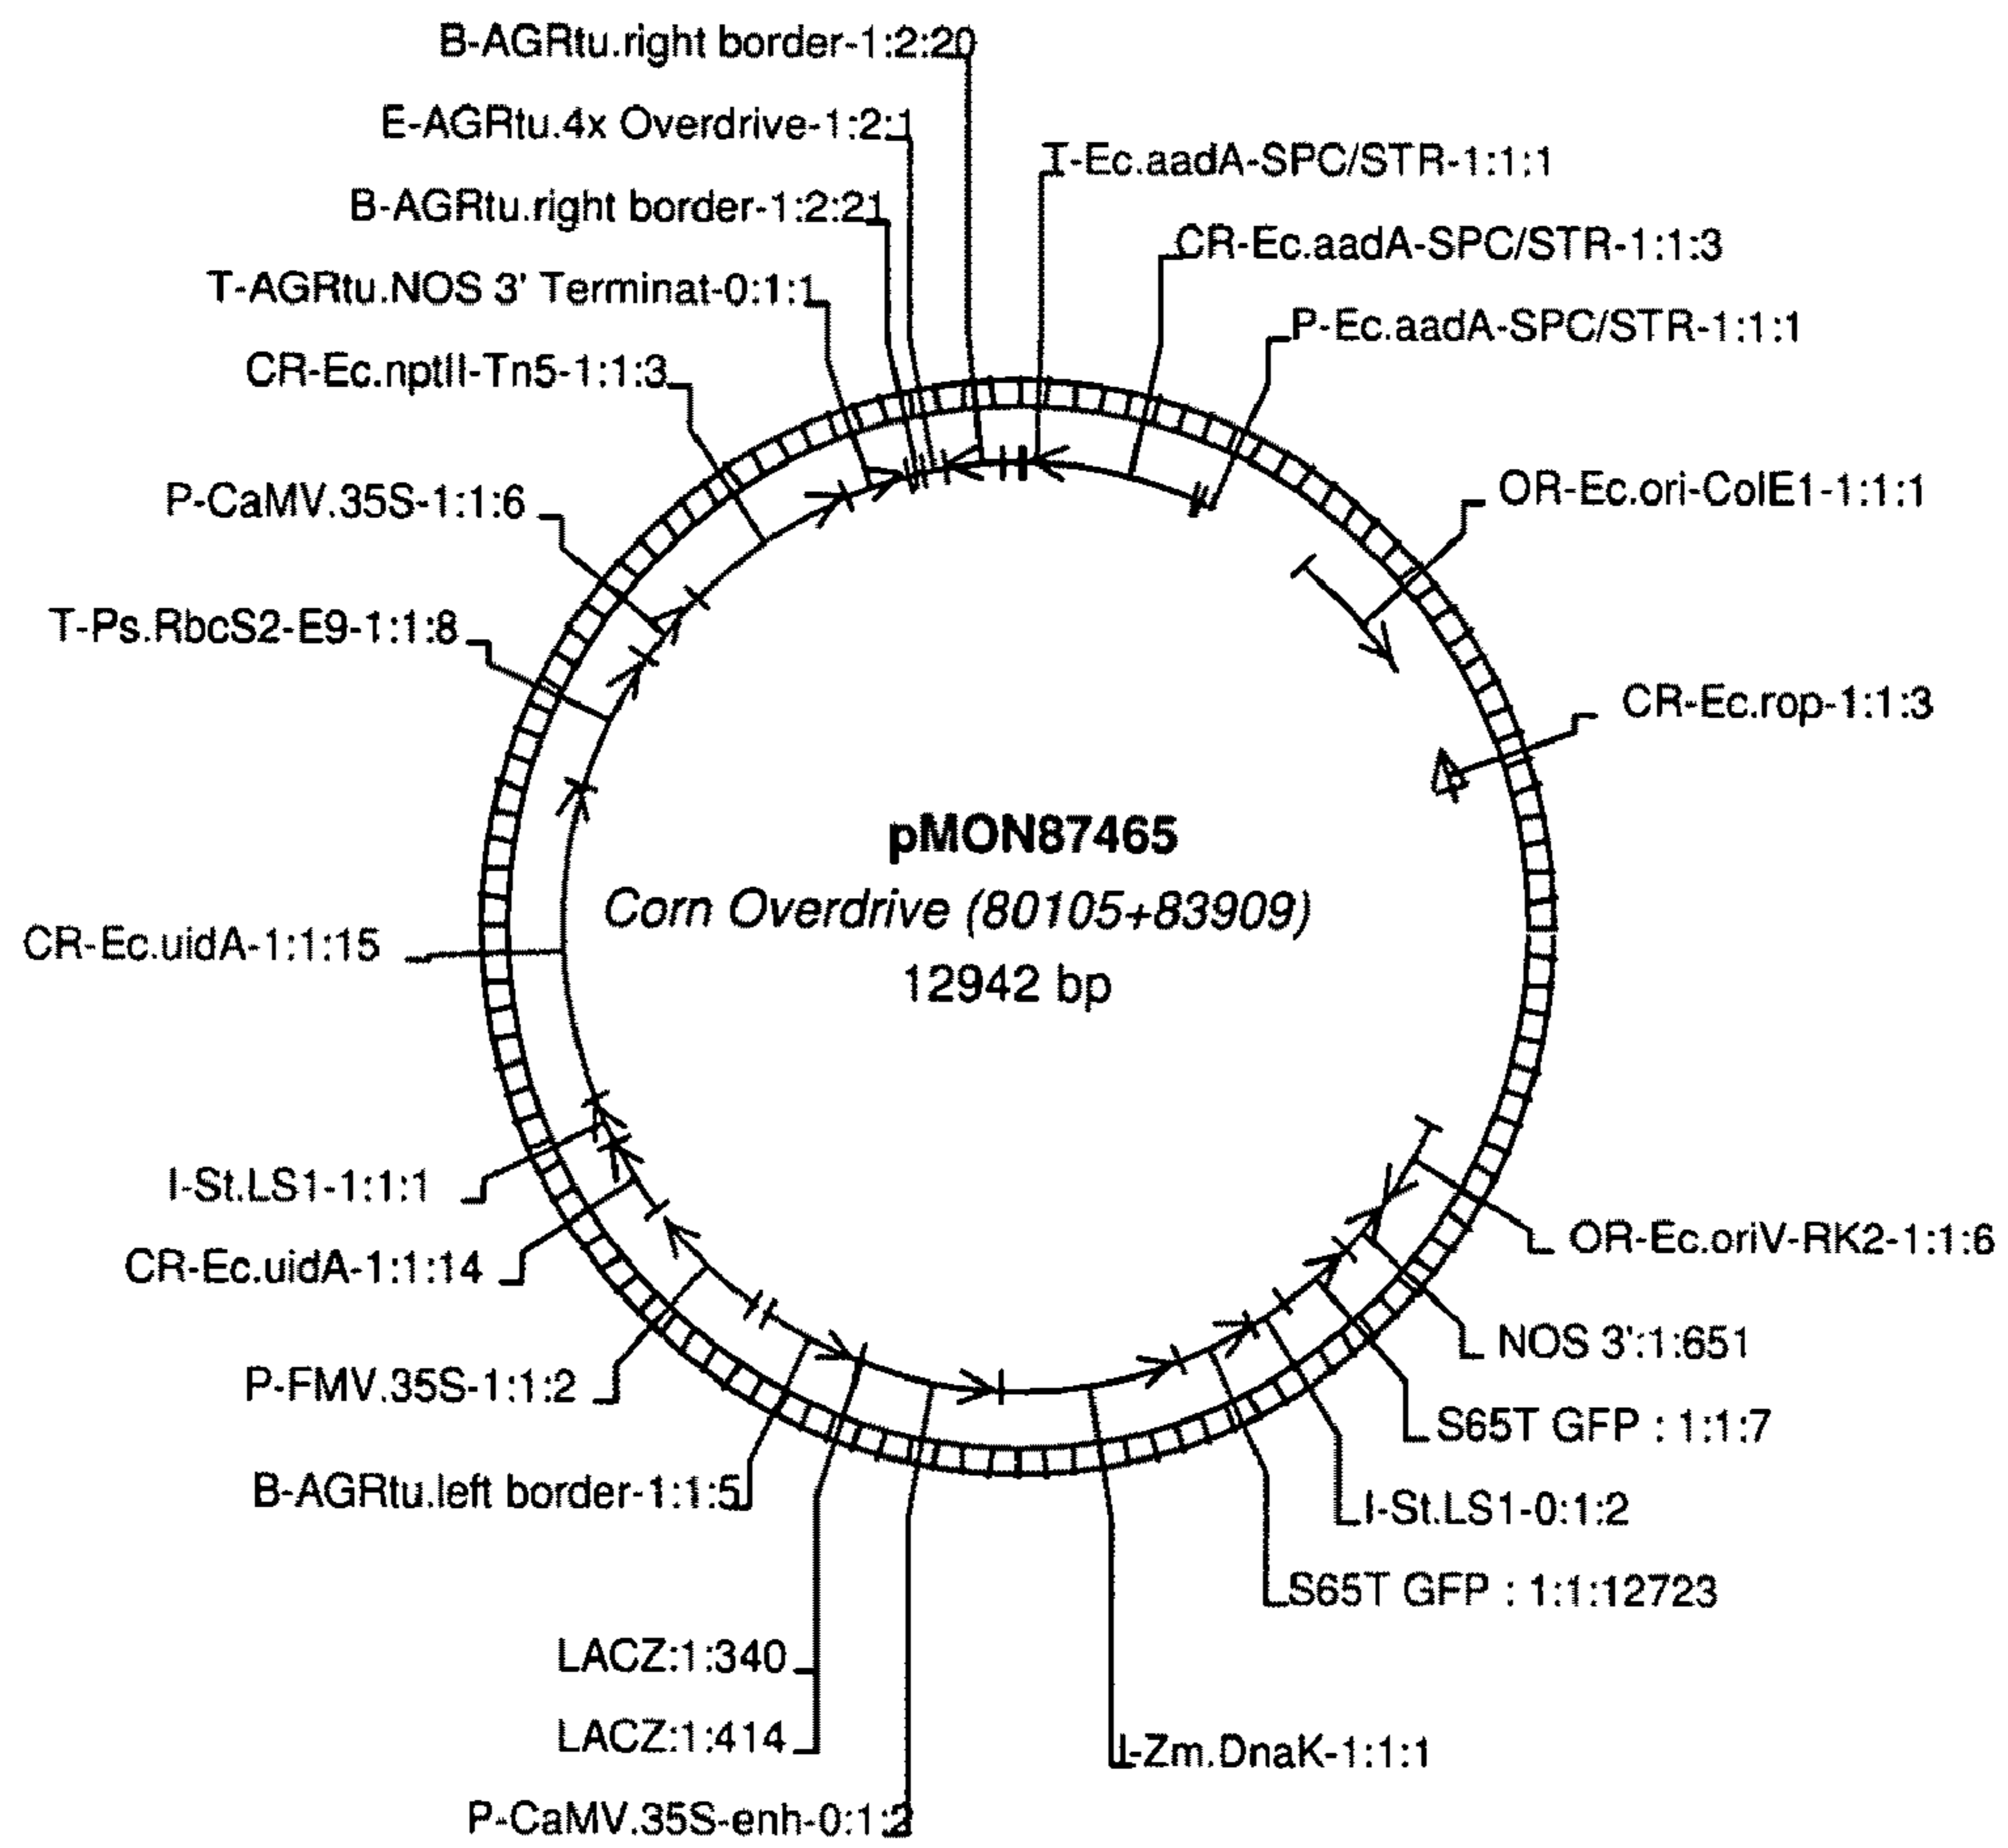 B-AGRtu.right border-1:2:20
E-AGRtu.4x Overdrive-1:2:1
I-Ec.aadA-SPC/STR-1:1:1
B-AGRtu.right border-1:2:21
CR-Ec.aadA-SPC/STR-1:1:3
T-AGRtu.NOS 3' Terminat-0:1:1
P-Ec.aadA-SPC/STR-1:1:1
CR-Ec.nptII-Tn5-1:1:3
P-CaMV.35S-1:1:6
OR-Ec.ori-ColE1-1:1:1
T-Ps.RbcS2-E9-1:1:8
CR-Ec.rop-1:1:3
pMON87465
Corn Overdrive (80105+83909)
12942 bp
CR-Ec.uidA-1:1:15
I-St.LS1-1:1:1
OR-Ec.oriV-RK2-1:1:6
CR-Ec.uidA-1:1:14
NOS 3':1:651
P-FMV.35S-1:1:2
S65T GFP : 1:1:7
B-AGRtu.left border-1:1:5
I-St.LS1-0:1:2
S65T GFP : 1:1:12723
LACZ:1:340
LACZ:1:414
I-Zm.DnaK-1:1:1
P-CaMV.35S-enh-0:1:2